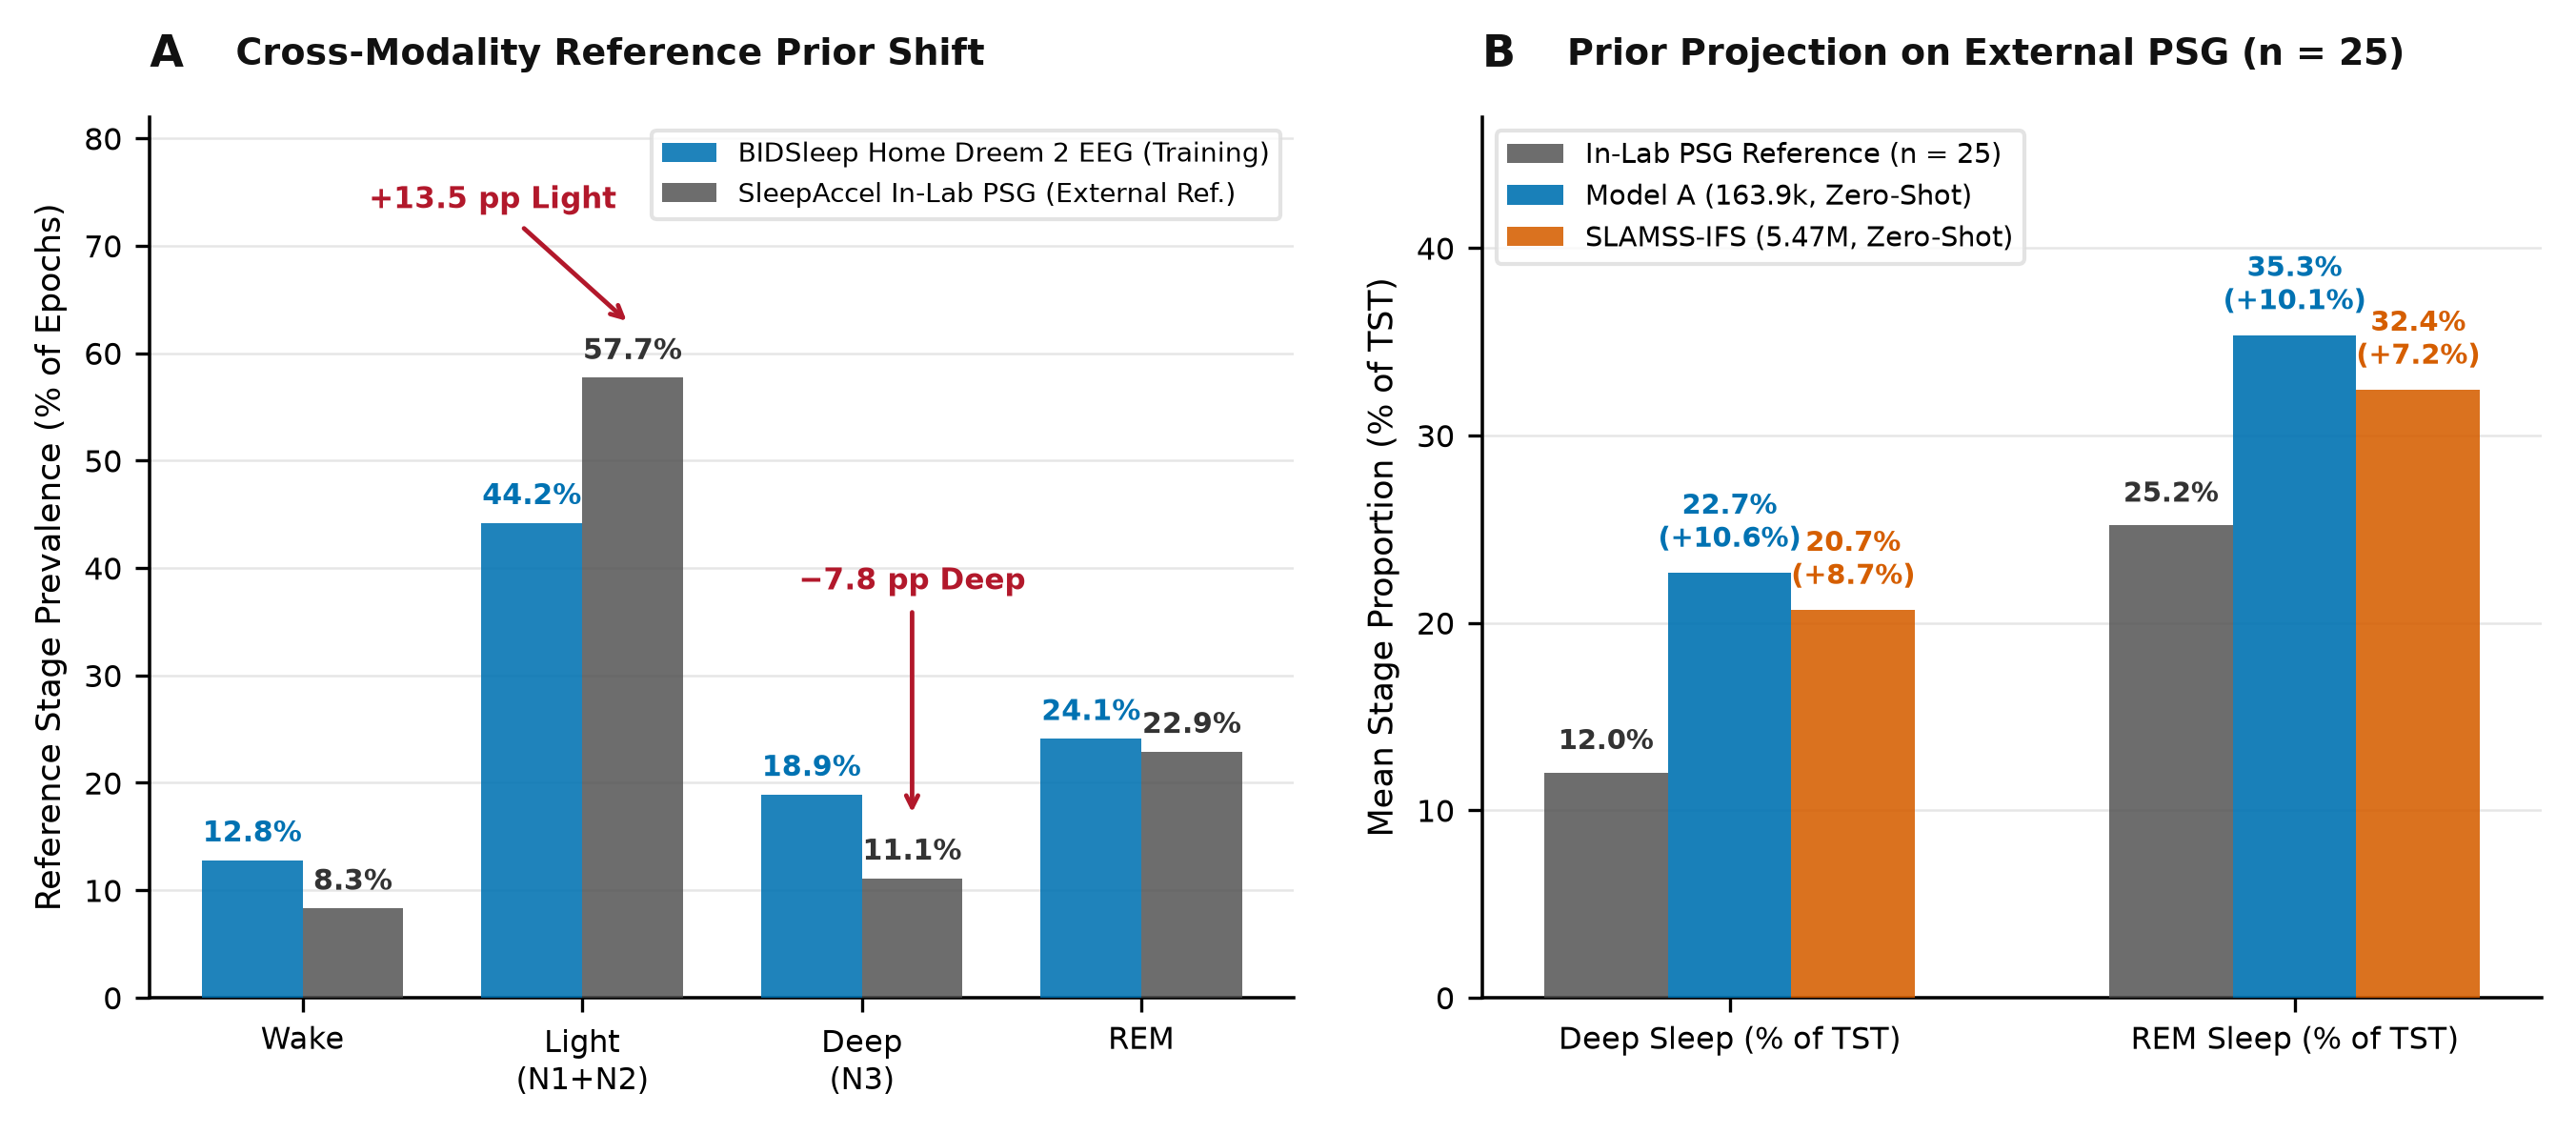 A Cross-Modality Reference Prior Shift
Reference Stage Prevalence (% of Epochs)
80
70
60
50
40
30
20
10
0
BIDSleep Home Dreem 2 EEG (Training)
SleepAccel In-Lab PSG (External Ref.)
+13.5 pp Light
−7.8 pp Deep
12.8%
8.3%
44.2%
57.7%
18.9%
11.1%
24.1%
22.9%
Wake
Light
(N1+N2)
Deep
(N3)
REM
B Prior Projection on External PSG (n = 25)
Mean Stage Proportion (% of TST)
40
30
20
10
0
In-Lab PSG Reference (n = 25)
Model A (163.9k, Zero-Shot)
SLAMSS-IFS (5.47M, Zero-Shot)
12.0%
22.7%
(+10.6%)
20.7%
(+8.7%)
25.2%
35.3%
(+10.1%)
32.4%
(+7.2%)
Deep Sleep (% of TST)
REM Sleep (% of TST)